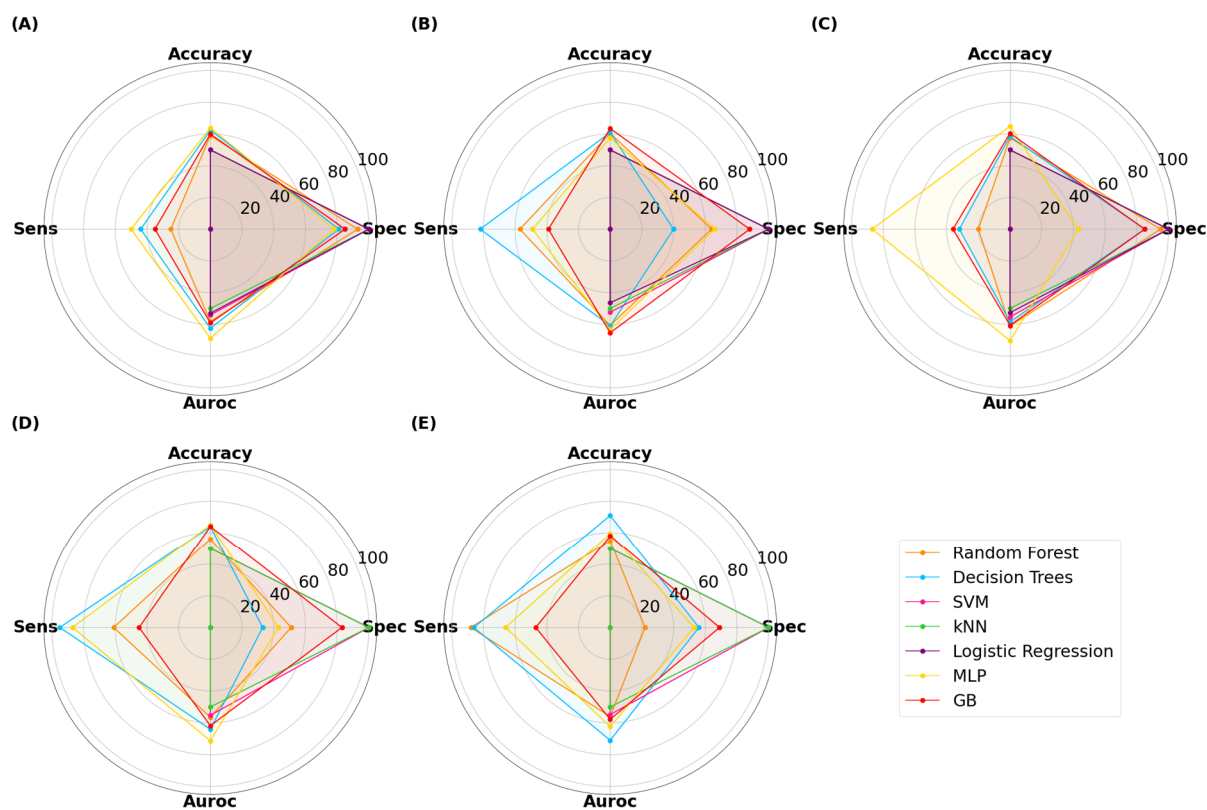 (A)
(B)
(C)
Accuracy
Accuracy
Accuracy
100
80
60
40
20
Sens
Spec
100
80
60
40
20
Sens
Spec
100
80
60
40
20
Sens
Spec
Auroc
Auroc
Auroc
(D)
(E)
Accuracy
Accuracy
100
80
60
40
20
Sens
Spec
100
80
60
40
20
Sens
Spec
Auroc
Auroc
Random Forest
Decision Trees
SVM
kNN
Logistic Regression
MLP
GB